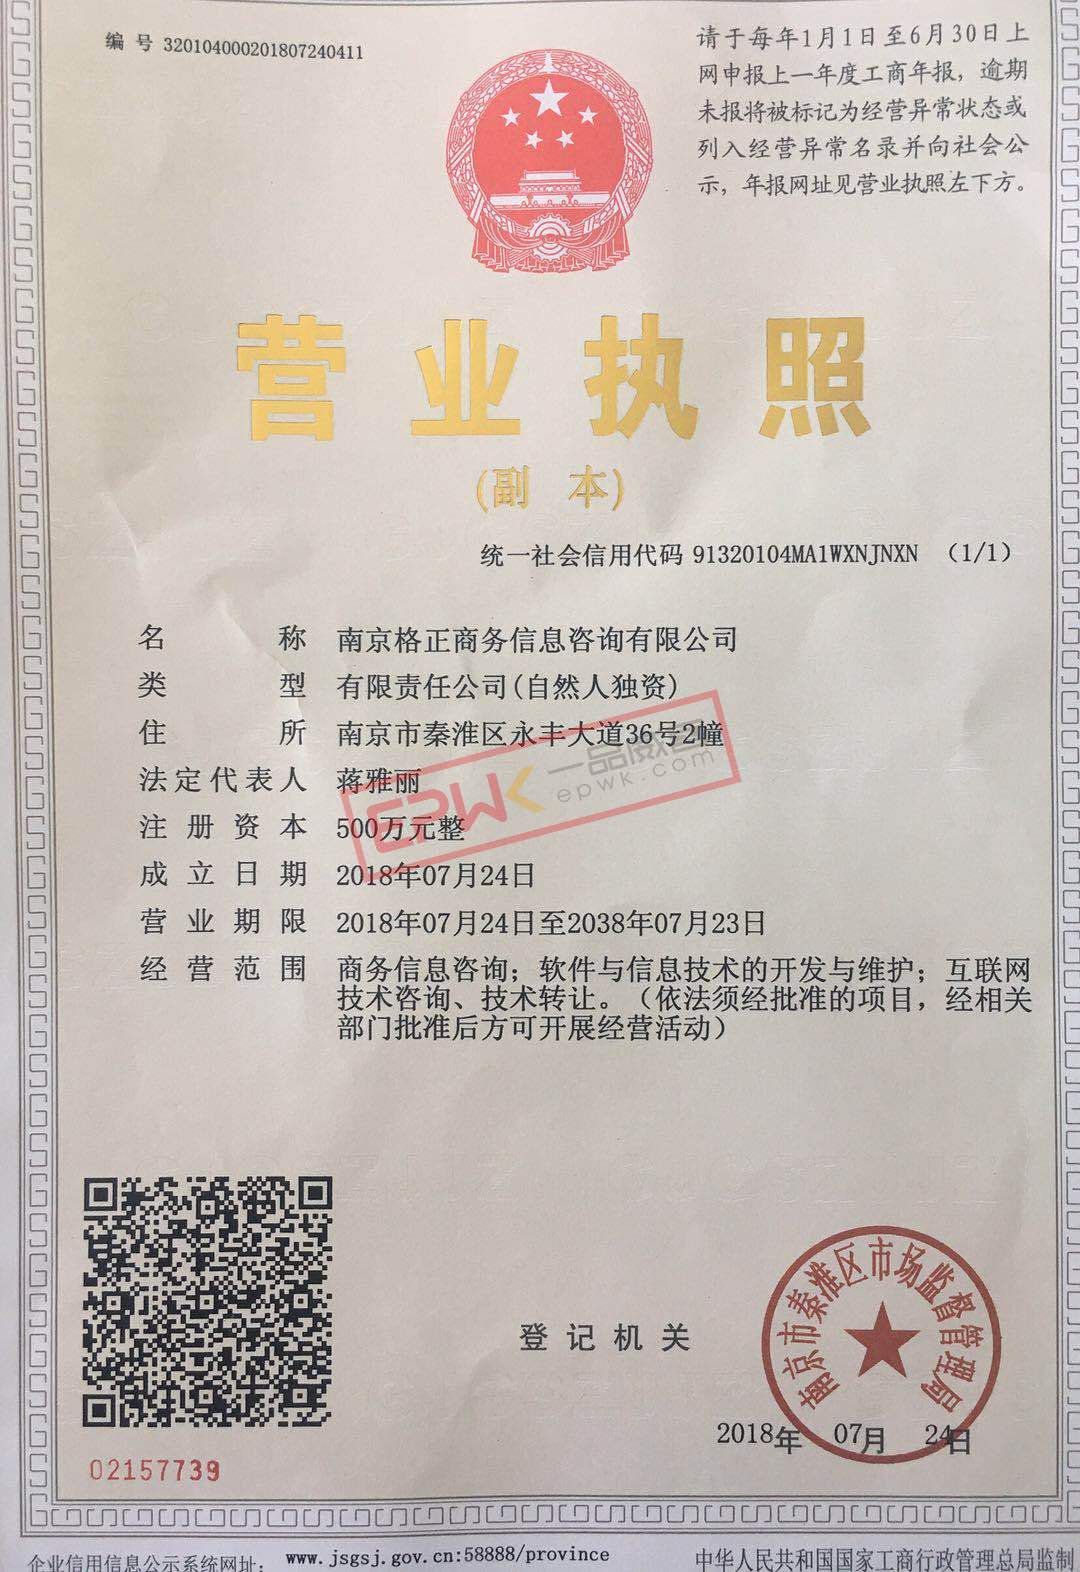 编 号 320104000201807240411
请于每年1月1日至6月30日上
网申报上一年度工商年报，逾期
未报将被标记为经营异常状态或
列入经营异常名录并向社会公
示，年报网址见营业执照左下方。
营 业 执 照
(副 本)
统一社会信用代码 91320104MA1WXNJNXN （1/1）
名 称 南京格正商务信息咨询有限公司
类 型 有限责任公司(自然人独资)
住 所 南京市秦淮区永丰大道36号2幢
法定代表人 蒋雅丽
注 册 资 本 500万元整
成 立 日 期 2018年07月24日
营 业 期 限 2018年07月24日至2038年07月23日
经 营 范 围 商务信息咨询；软件与信息技术的开发与维护；互联网
技术咨询、技术转让。（依法须经批准的项目，经相关
部门批准后方可开展经营活动）
EPWK 一品威客
epwk.com
登 记 机 关
南京市秦淮区市场监督管理局
2018年 07月 24日
02157739
企业信用信息公示系统网址： www.jsgsj.gov.cn:58888/province
中华人民共和国国家工商行政管理总局监制